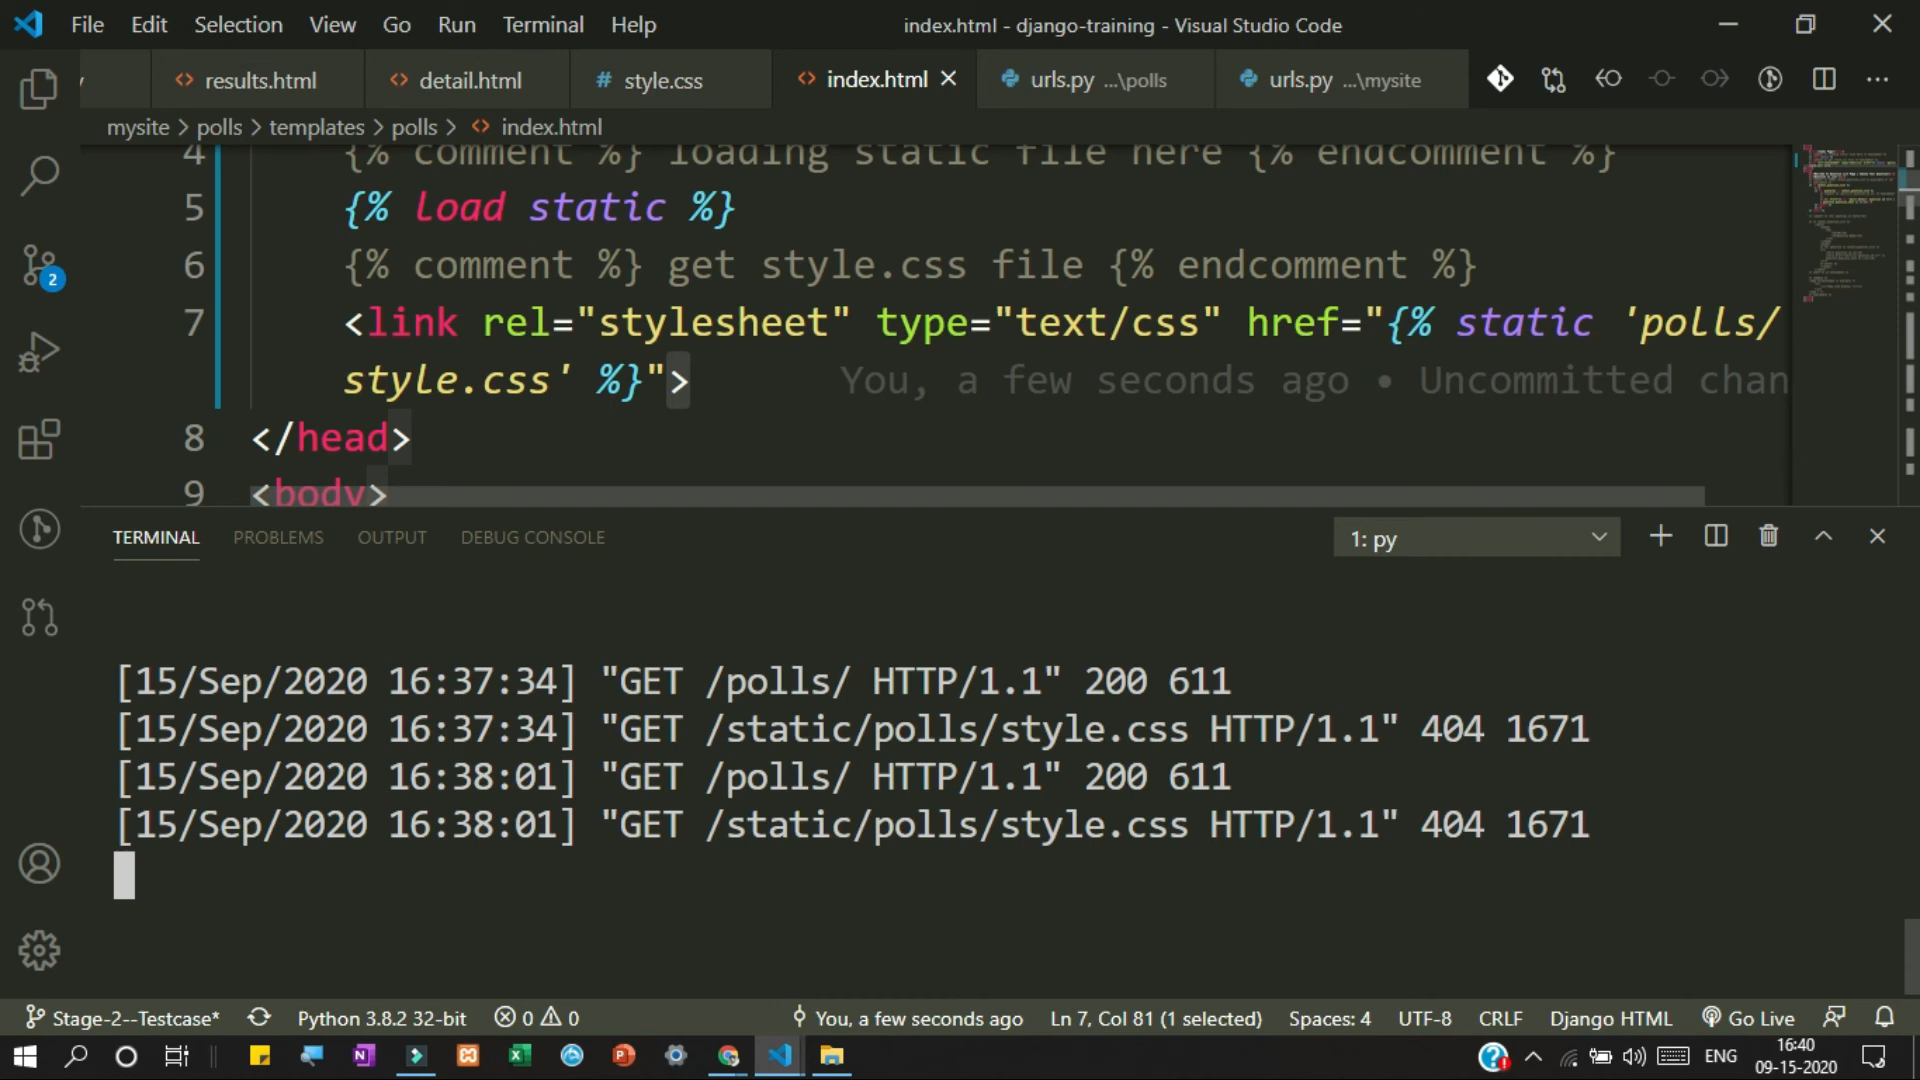 File Edit Selection View Go Run Terminal Help index.html - django-training - Visual Studio Code
results.html detail.html # style.css index.html urls.py ...\polls urls.py ...\mysite
mysite > polls > templates > polls > index.html
4 {% comment %} loading static file here {% endcomment %}
5 {% load static %}
6 {% comment %} get style.css file {% endcomment %}
7 <link rel="stylesheet" type="text/css" href="{% static 'polls/
style.css' %}"> You, a few seconds ago • Uncommitted chan
8 </head>
9 <body>
2
TERMINAL PROBLEMS OUTPUT DEBUG CONSOLE 1: py
[15/Sep/2020 16:37:34] "GET /polls/ HTTP/1.1" 200 611
[15/Sep/2020 16:37:34] "GET /static/polls/style.css HTTP/1.1" 404 1671
[15/Sep/2020 16:38:01] "GET /polls/ HTTP/1.1" 200 611
[15/Sep/2020 16:38:01] "GET /static/polls/style.css HTTP/1.1" 404 1671
Stage-2--Testcase* Python 3.8.2 32-bit 0 0 You, a few seconds ago Ln 7, Col 81 (1 selected) Spaces: 4 UTF-8 CRLF Django HTML Go Live
ENG 16:40
09-15-2020